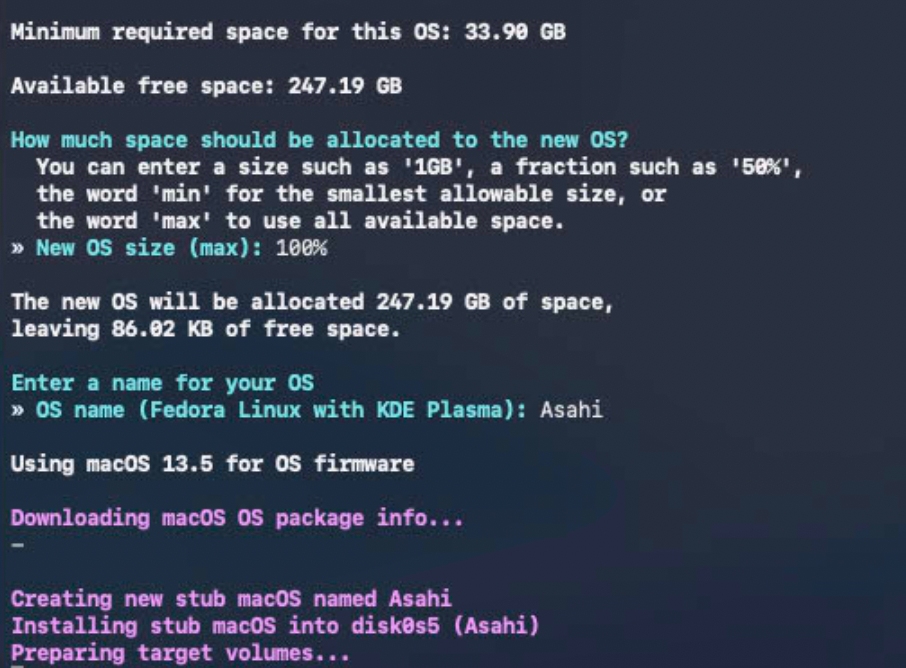 Minimum required space for this OS: 33.90 GB
Available free space: 247.19 GB
How much space should be allocated to the new OS?
You can enter a size such as '1GB', a fraction such as '50%',
the word 'min' for the smallest allowable size, or
the word 'max' to use all available space.
» New OS size (max): 100%
The new OS will be allocated 247.19 GB of space,
leaving 86.02 KB of free space.
Enter a name for your OS
» OS name (Fedora Linux with KDE Plasma): Asahi
Using macOS 13.5 for OS firmware
Downloading macOS OS package info...
Creating new stub macOS named Asahi
Installing stub macOS into disk0s5 (Asahi)
Preparing target volumes...